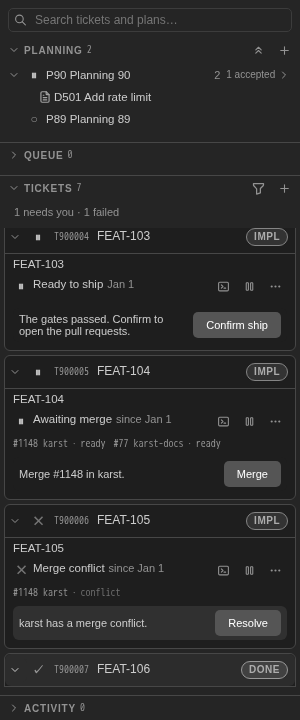 Search tickets and plans…
PLANNING 2
P90 Planning 90 2 1 accepted
D501 Add rate limit
P89 Planning 89
QUEUE 0
TICKETS 7
1 needs you · 1 failed
T900004 FEAT-103 IMPL
FEAT-103
Ready to ship Jan 1
The gates passed. Confirm to
open the pull requests.
Confirm ship
T900005 FEAT-104 IMPL
FEAT-104
Awaiting merge since Jan 1
#1148 karst · ready #77 karst-docs · ready
Merge #1148 in karst.
Merge
T900006 FEAT-105 IMPL
FEAT-105
Merge conflict since Jan 1
#1148 karst · conflict
karst has a merge conflict.
Resolve
T900007 FEAT-106 DONE
ACTIVITY 0